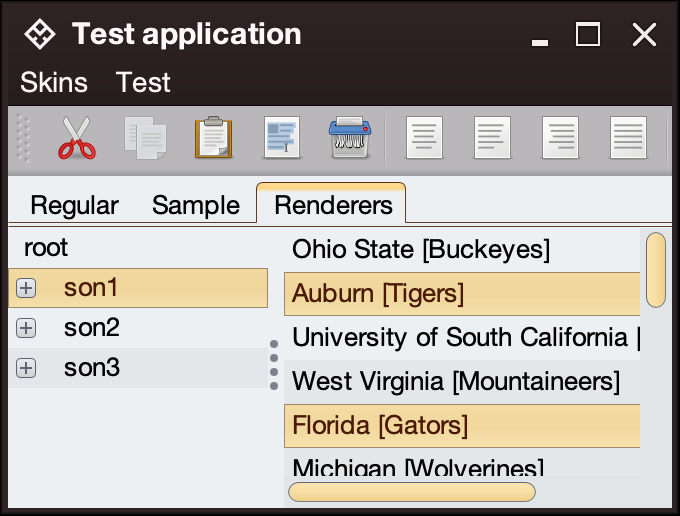 Test application
Skins Test
Regular Sample Renderers
root
son1
son2
son3
Ohio State [Buckeyes]
Auburn [Tigers]
University of South California [
West Virginia [Mountaineers]
Florida [Gators]
Michigan [Wolverines]